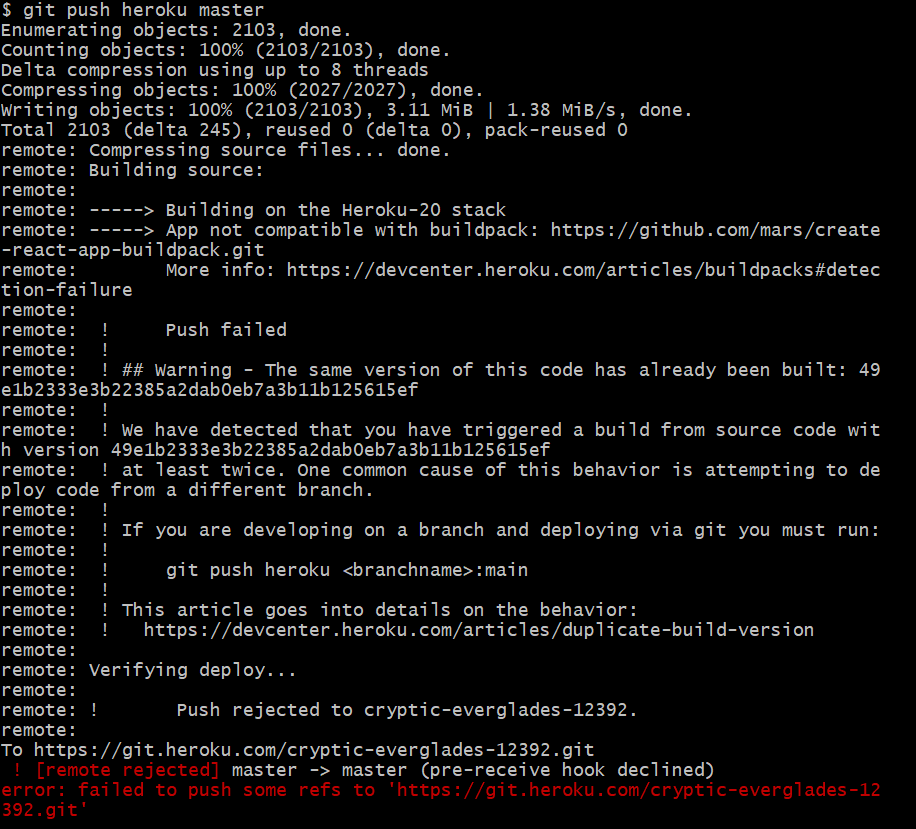 $ git push heroku master
Enumerating objects: 2103, done.
Counting objects: 100% (2103/2103), done.
Delta compression using up to 8 threads
Compressing objects: 100% (2027/2027), done.
Writing objects: 100% (2103/2103), 3.11 MiB | 1.38 MiB/s, done.
Total 2103 (delta 245), reused 0 (delta 0), pack-reused 0
remote: Compressing source files... done.
remote: Building source:
remote:
remote: -----> Building on the Heroku-20 stack
remote: -----> App not compatible with buildpack: https://github.com/mars/create
-react-app-buildpack.git
remote:        More info: https://devcenter.heroku.com/articles/buildpacks#detec
tion-failure
remote:
remote:  !     Push failed
remote:  !
remote:  ! ## Warning - The same version of this code has already been built: 49
e1b2333e3b22385a2dab0eb7a3b11b125615ef
remote:  !
remote:  ! We have detected that you have triggered a build from source code wit
h version 49e1b2333e3b22385a2dab0eb7a3b11b125615ef
remote:  ! at least twice. One common cause of this behavior is attempting to de
ploy code from a different branch.
remote:  !
remote:  ! If you are developing on a branch and deploying via git you must run:
remote:  !
remote:  !     git push heroku <branchname>:main
remote:  !
remote:  ! This article goes into details on the behavior:
remote:  !   https://devcenter.heroku.com/articles/duplicate-build-version
remote:
remote: Verifying deploy...
remote:
remote: !       Push rejected to cryptic-everglades-12392.
remote:
To https://git.heroku.com/cryptic-everglades-12392.git
 ! [remote rejected] master -> master (pre-receive hook declined)
error: failed to push some refs to 'https://git.heroku.com/cryptic-everglades-12
392.git'